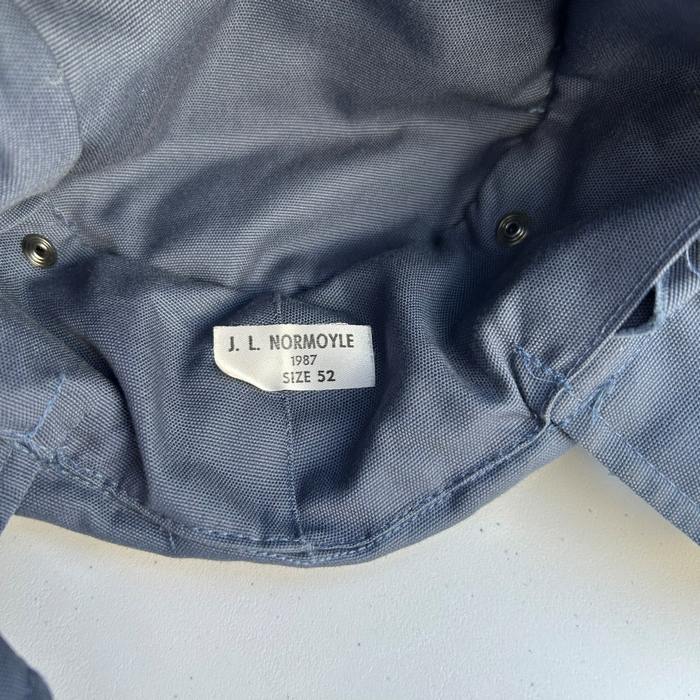 J. L. NORMOYLE
1987
SIZE 52